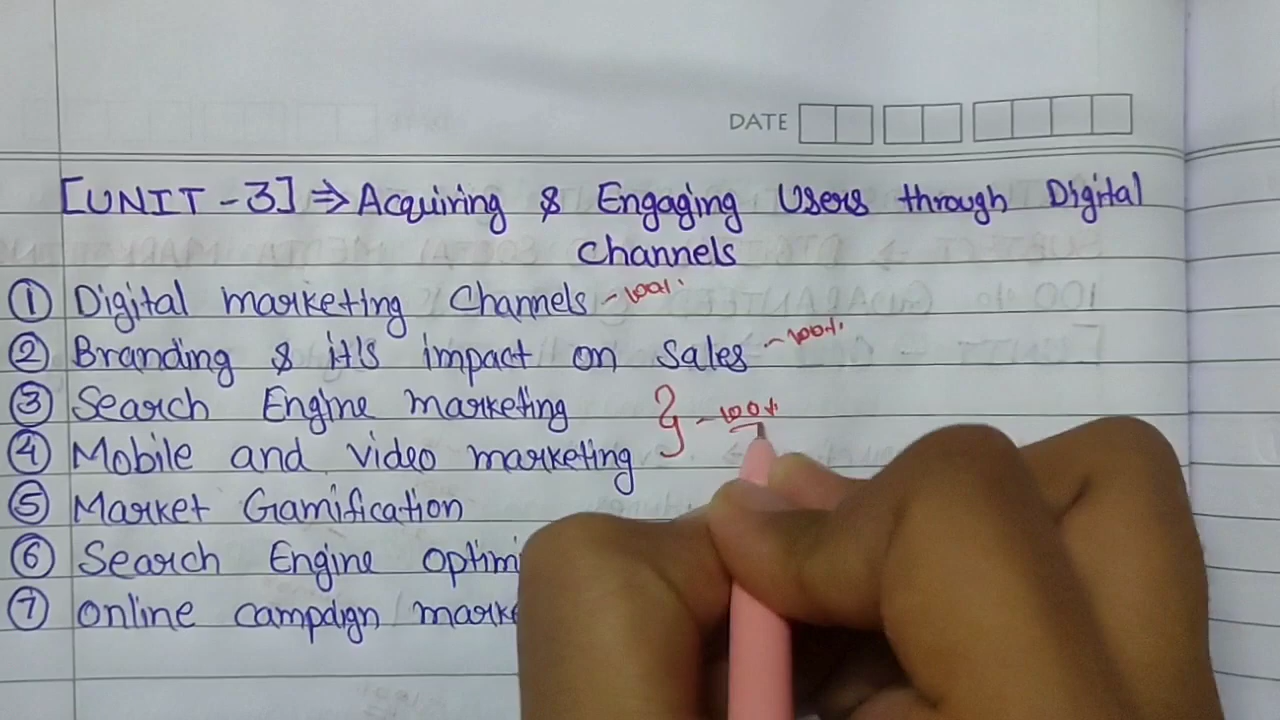 DATE
[UNIT - 3] ⇒ Acquiring & Engaging Users through Digital
Channels
① Digital marketing Channels - 100%
② Branding & it's impact on Sales - 100%
③ Search Engine marketing
} - 100%
④ Mobile and video marketing
⑤ Market Gamification
⑥ Search Engine optimi
⑦ online campaign marke